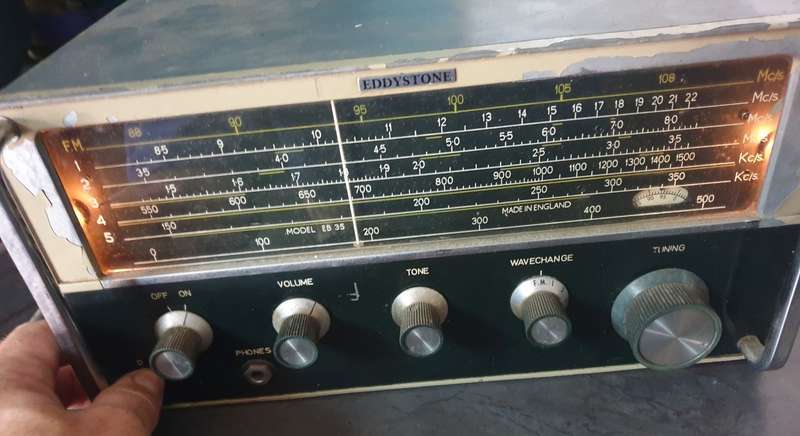 EDDYSTONE
FM 88 90 95 100 105 108 Mc/s
1 8·5 9 10 11 12 13 14 15 16 17 18 19 20 21 22 Mc/s
2 3·5 4·0 4·5 5·0 5·5 6·0 7·0 8·0 Mc/s
3 1·5 1·6 1·7 1·9 2·0 2·5 3·0 3·5 Mc/s
4 550 600 650 700 800 900 1000 1100 1200 1300 1400 1500 Kc/s
5 150 200 250 300 350 Kc/s
MODEL EB 35 MADE IN ENGLAND
0 100 200 300 400 500
OFF ON VOLUME TONE WAVECHANGE TUNING
F.M. 1
PHONES